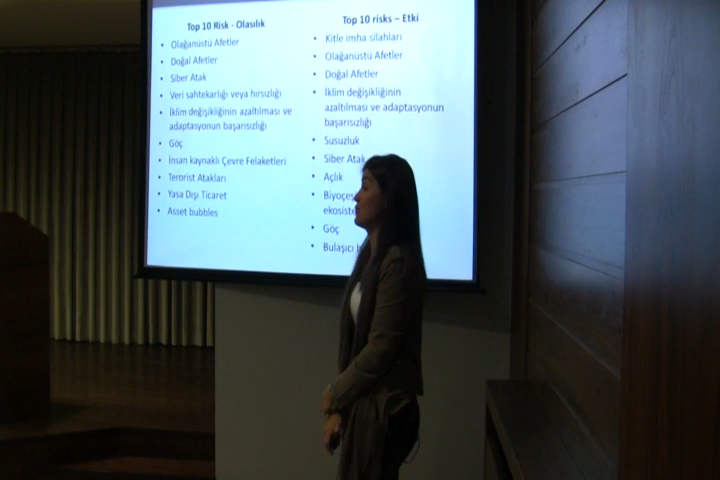 Top 10 Risk - Olasılık
• Olağanüstü Afetler
• Doğal Afetler
• Siber Atak
• Veri sahtekarlığı veya hırsızlığı
• İklim değişikliğinin azaltılması ve
adaptasyonun başarısızlığı
• Göç
• İnsan kaynaklı Çevre Felaketleri
• Terorist Atakları
• Yasa Dışı Ticaret
• Asset bubbles
Top 10 risks – Etki
• Kitle imha silahları
• Olağanüstü Afetler
• Doğal Afetler
• İklim değişikliğinin
azaltılması ve adaptasyonun
başarısızlığı
• Susuzluk
• Siber Atak
• Açlık
•
• Göç
• Bulaşıcı